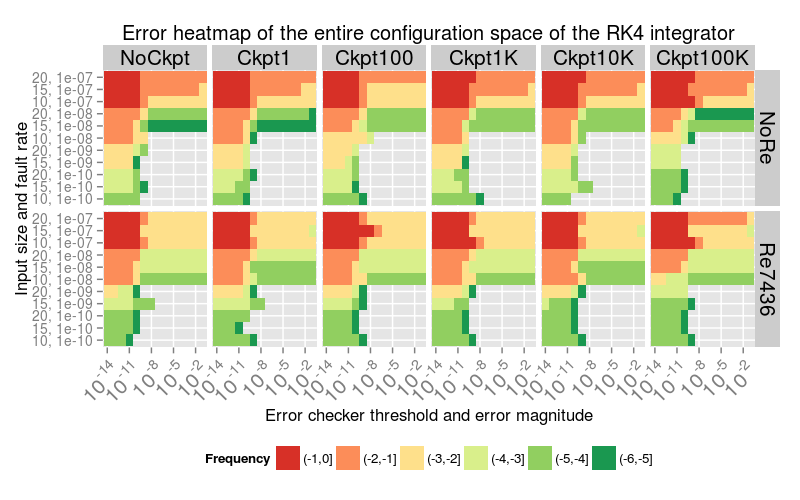 Error heatmap of the entire configuration space of the RK4 integrator
NoCkpt Ckpt1 Ckpt100 Ckpt1K Ckpt10K Ckpt100K
Input size and fault rate
20, 1e-07
15, 1e-07
10, 1e-07
20, 1e-08
15, 1e-08
10, 1e-08
20, 1e-09
15, 1e-09
20, 1e-10
15, 1e-10
10, 1e-10
NoRe
20, 1e-07
15, 1e-07
10, 1e-07
20, 1e-08
15, 1e-08
10, 1e-08
20, 1e-09
15, 1e-09
20, 1e-10
15, 1e-10
10, 1e-10
Re7436
10^-14 10^-11 10^-8 10^-5 10^-2 10^-14 10^-11 10^-8 10^-5 10^-2 10^-14 10^-11 10^-8 10^-5 10^-2 10^-14 10^-11 10^-8 10^-5 10^-2 10^-14 10^-11 10^-8 10^-5 10^-2 10^-14 10^-11 10^-8 10^-5 10^-2
Error checker threshold and error magnitude
Frequency (-1,0] (-2,-1] (-3,-2] (-4,-3] (-5,-4] (-6,-5]